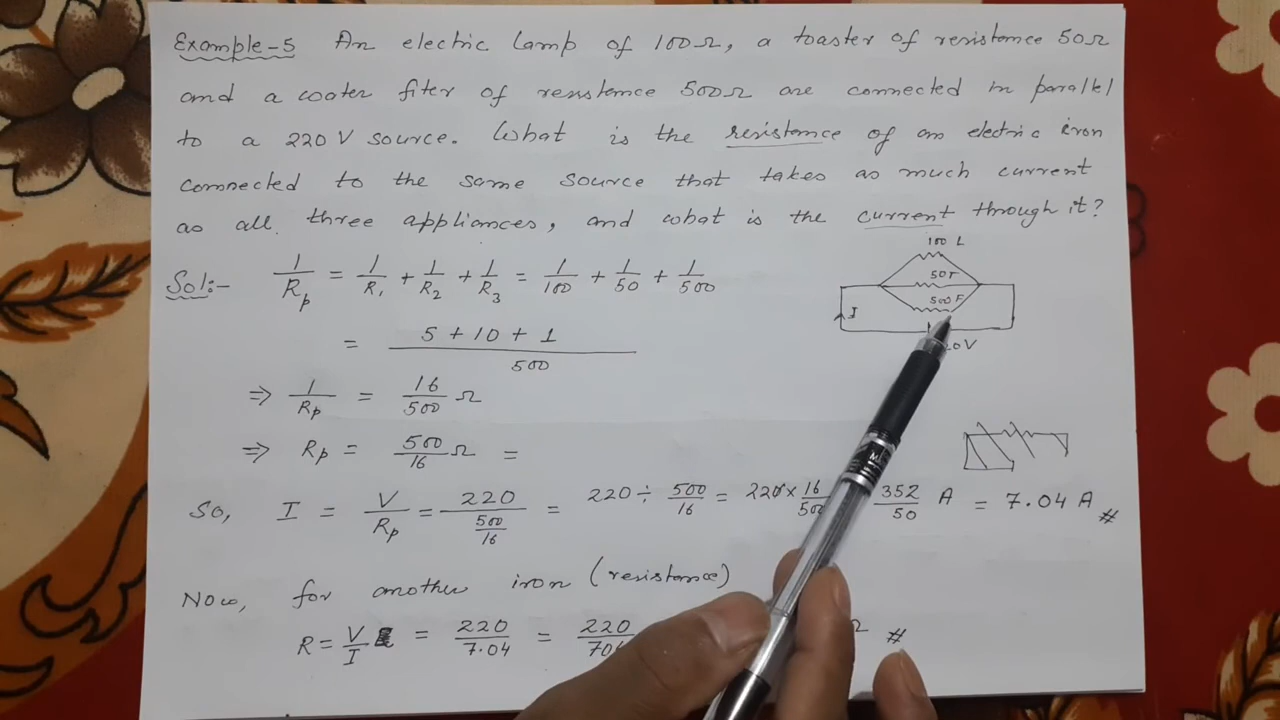 Example-5 An electric lamp of 100Ω, a toaster of resistance 50Ω
and a water fiter of resistance 500Ω are connected in parallel
to a 220 V source. What is the resistance of an electric iron
connected to the same source that takes as much current
as all three appliances, and what is the current through it?
Sol:- 1/Rp = 1/R1 + 1/R2 + 1/R3 = 1/100 + 1/50 + 1/500
= (5 + 10 + 1)/500
⇒ 1/Rp = 16/500 Ω
⇒ Rp = 500/16 Ω =
So, I = V/Rp = 220/(500/16) = 220 ÷ 500/16 = 220 × 16/500 = 352/50 A = 7.04 A #
Now, for another iron (resistance)
R = V/I = 220/7.04 = 220 Ω #
100 L
50T
500 F
I